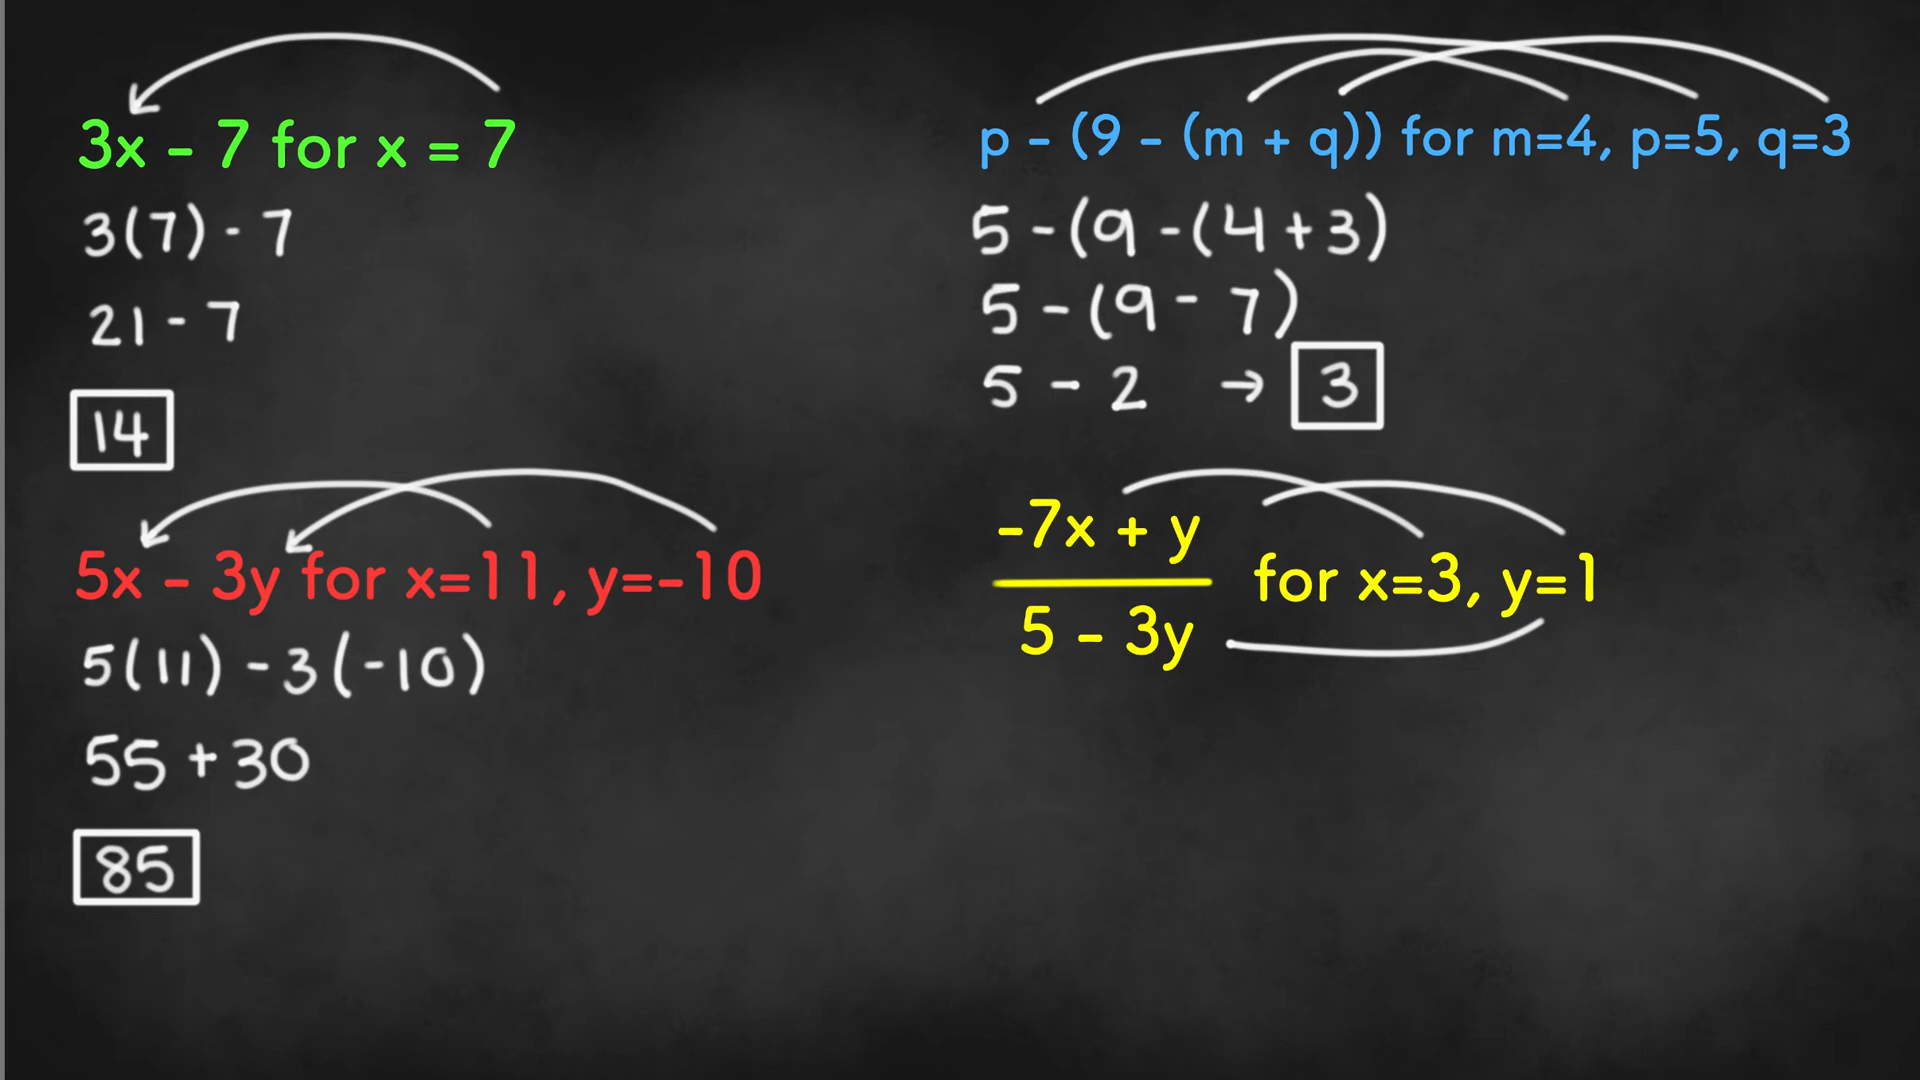 3x - 7 for x = 7
3(7) - 7
21 - 7
14
5x - 3y for x=11, y=-10
5(11) - 3(-10)
55 + 30
85
p - (9 - (m + q)) for m=4, p=5, q=3
5 - (9 - (4 + 3)
5 - (9 - 7)
5 - 2 → 3
-7x + y
for x=3, y=1
5 - 3y